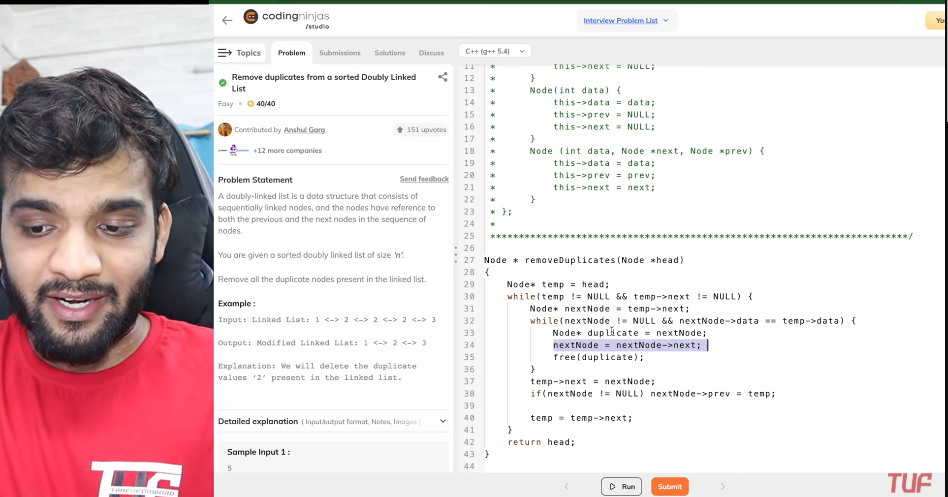 codingninjas
/studio
Interview Problem List
Topics
Problem
Submissions
Solutions
Discuss
C++ (g++ 5.4)
Remove duplicates from a sorted Doubly Linked
List
Easy
40/40
Contributed by Anshul Garg
151 upvotes
+12 more companies
Problem Statement
Send feedback
A doubly-linked list is a data structure that consists of
sequentially linked nodes, and the nodes have reference to
both the previous and the next nodes in the sequence of
nodes.
You are given a sorted doubly linked list of size 'n'.
Remove all the duplicate nodes present in the linked list.
Example :
Input: Linked List: 1 <-> 2 <-> 2 <-> 2 <-> 3
Output: Modified Linked List: 1 <-> 2 <-> 3
Explanation: We will delete the duplicate
values '2' present in the linked list.
Detailed explanation ( Input/output format, Notes, Images )
Sample Input 1 :
5
11 * this->next = NULL;
12 * }
13 * Node(int data) {
14 * this->data = data;
15 * this->prev = NULL;
16 * this->next = NULL;
17 * }
18 * Node (int data, Node *next, Node *prev) {
19 * this->data = data;
20 * this->prev = prev;
21 * this->next = next;
22 * }
23 * };
24 *
25 *************************************************************************/
26
27 Node * removeDuplicates(Node *head)
28 {
29 Node* temp = head;
30 while(temp != NULL && temp->next != NULL) {
31 Node* nextNode = temp->next;
32 while(nextNode != NULL && nextNode->data == temp->data) {
33 Node* duplicate = nextNode;
34 nextNode = nextNode->next;
35 free(duplicate);
36 }
37 temp->next = nextNode;
38 if(nextNode != NULL) nextNode->prev = temp;
39
40 temp = temp->next;
41 }
42 return head;
43 }
44
Run
Submit
TUF